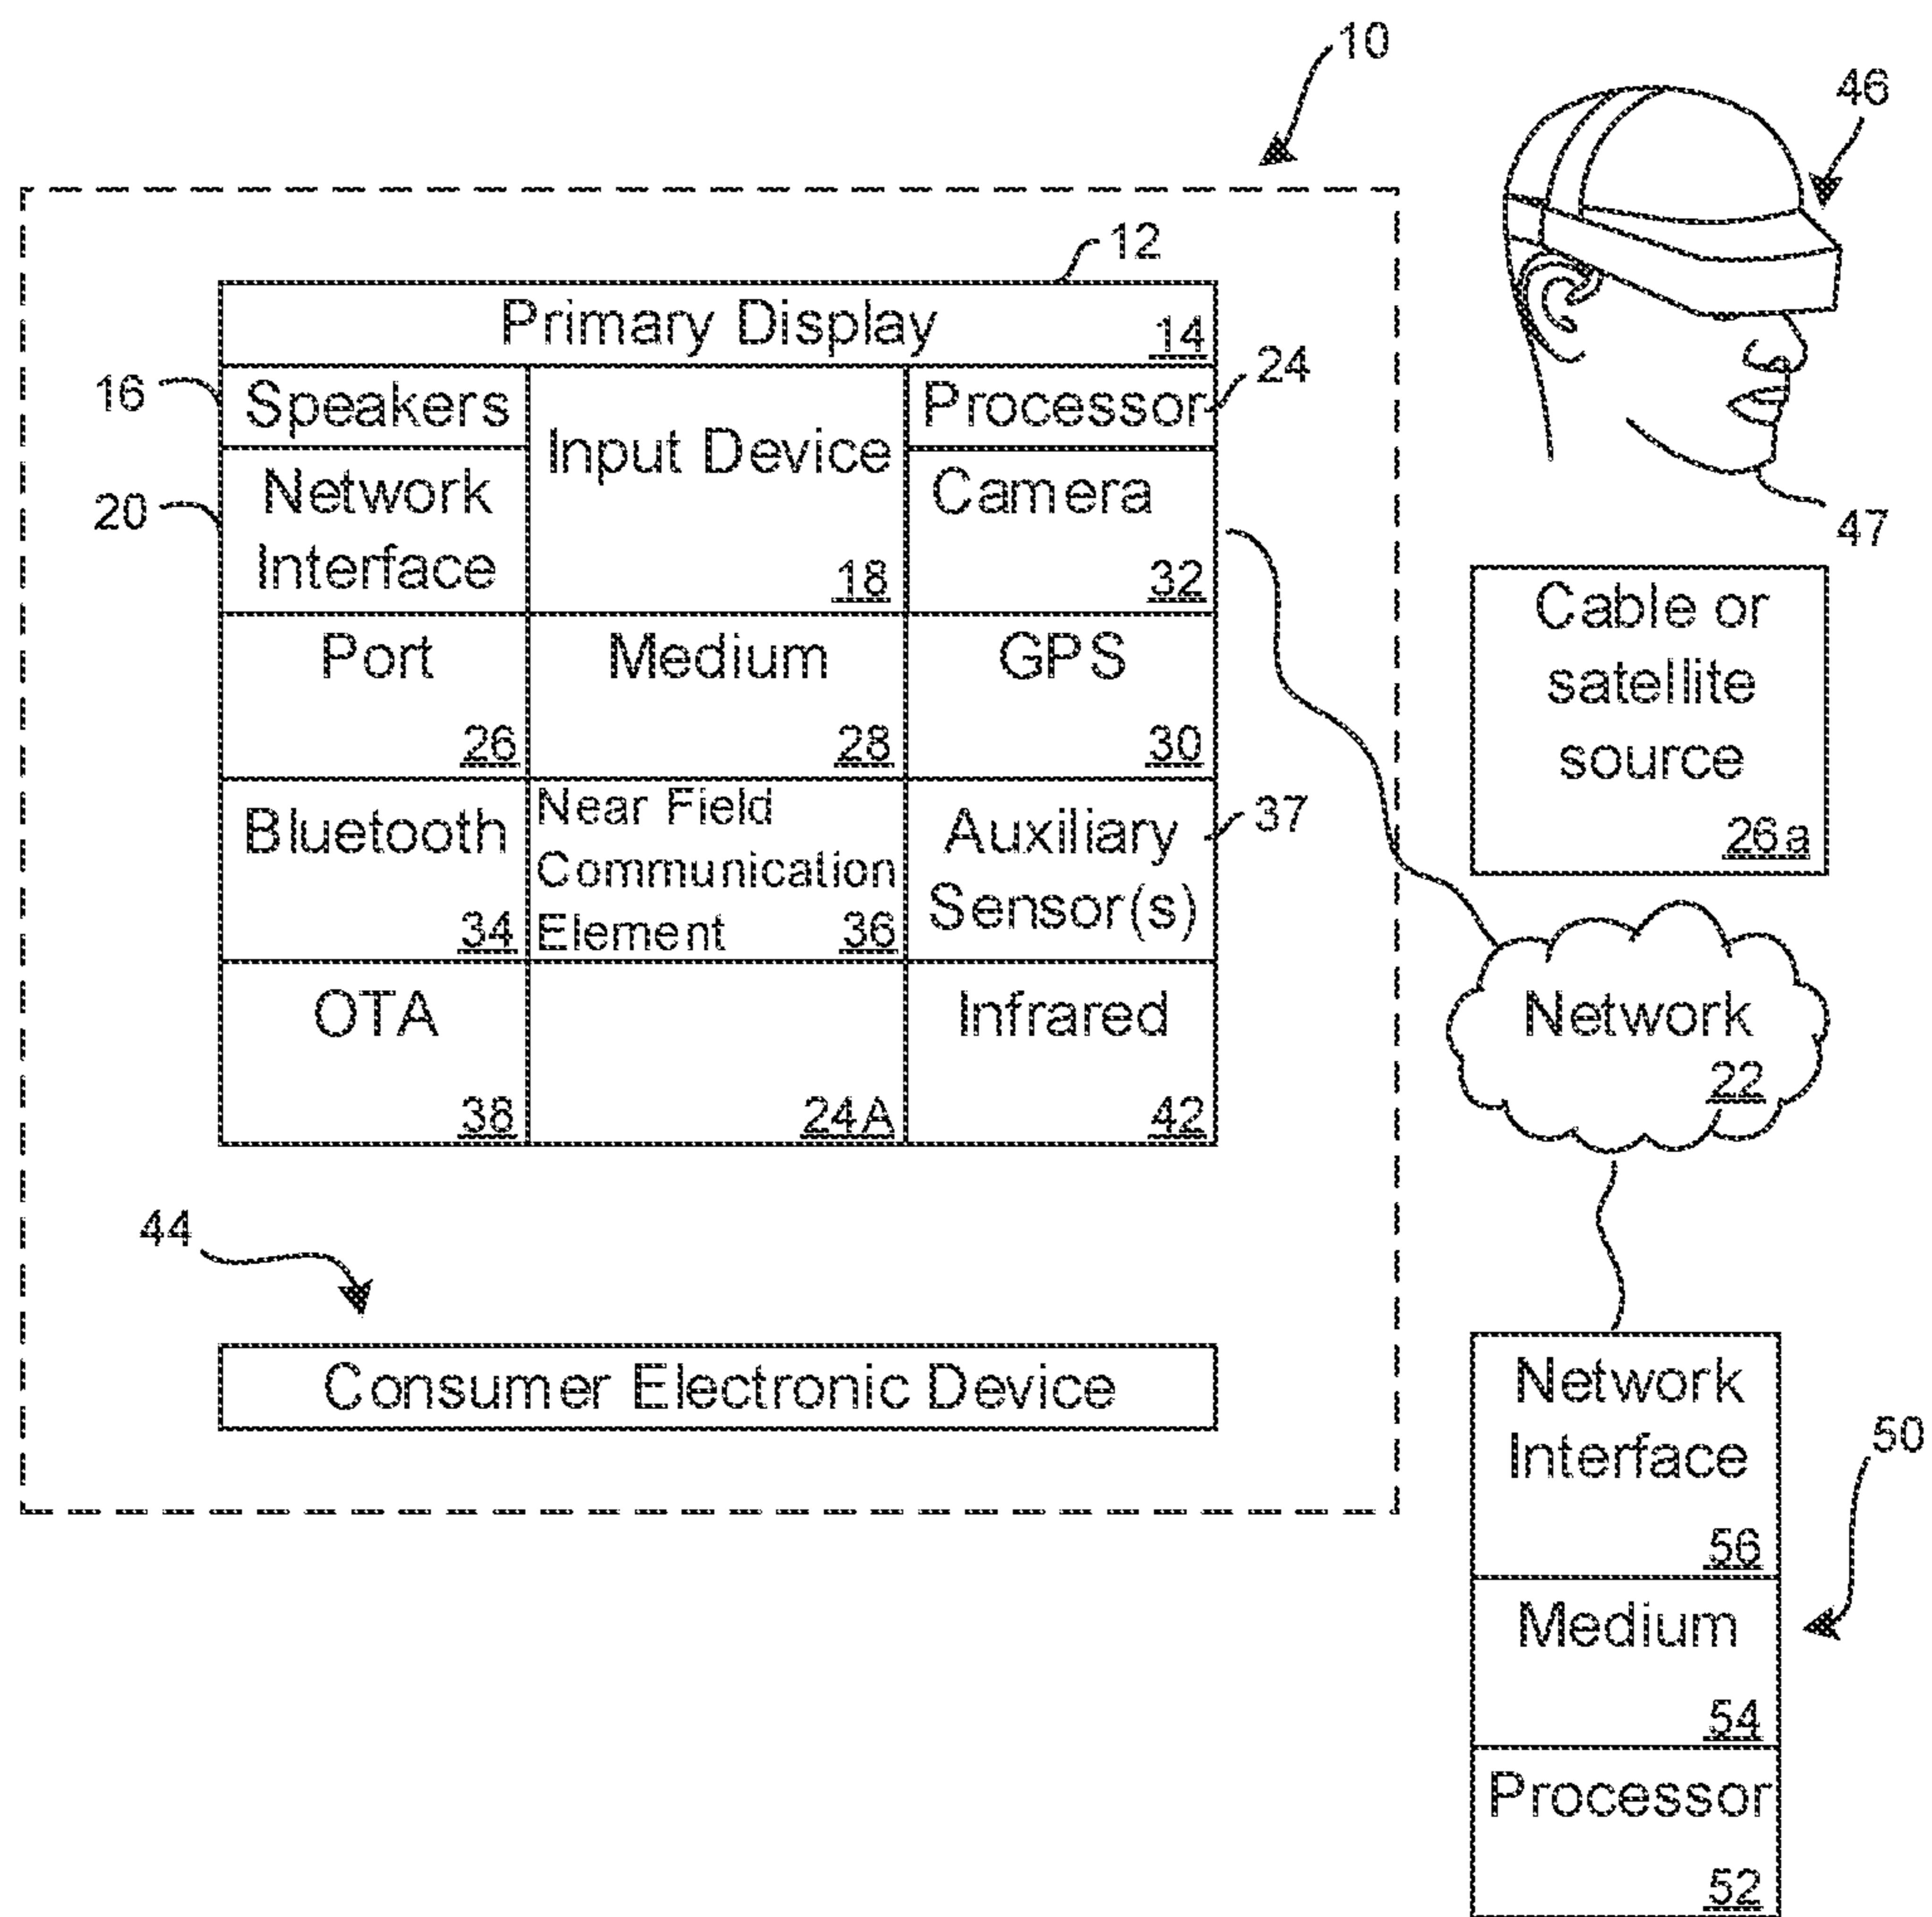 10
46
12
Primary Display
14
16
Speakers
Input Device
18
Processor
24
20
Network
Interface
Camera
32
47
Port
26
Medium
28
GPS
30
Cable or
satellite
source
26a
Bluetooth
34
Near Field
Communication
Element
36
Auxiliary
Sensor(s)
37
OTA
38
24A
Infrared
42
Network
22
44
Consumer Electronic Device
Network
Interface
56
50
Medium
54
Processor
52